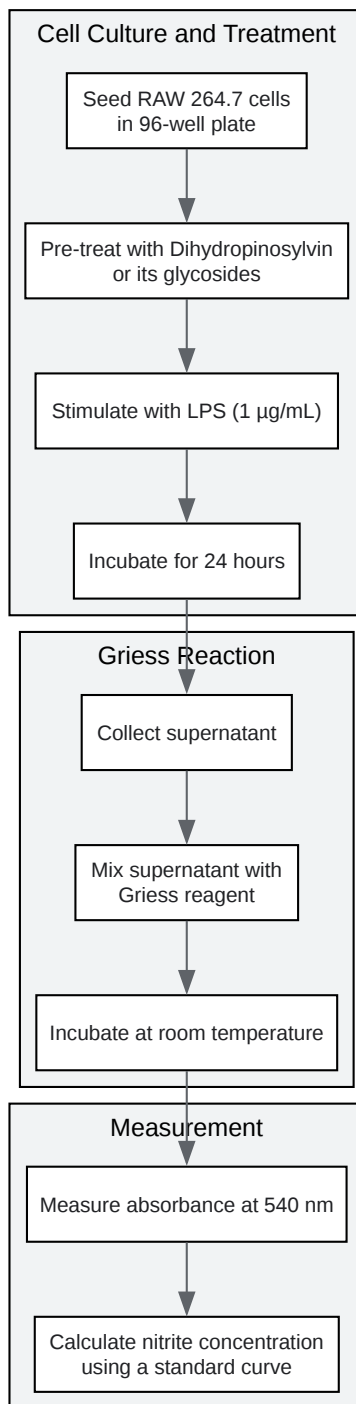 Cell Culture and Treatment
Seed RAW 264.7 cells
in 96-well plate
Pre-treat with Dihydropinosylvin
or its glycosides
Stimulate with LPS (1 µg/mL)
Incubate for 24 hours
Griess Reaction
Collect supernatant
Mix supernatant with
Griess reagent
Incubate at room temperature
Measurement
Measure absorbance at 540 nm
Calculate nitrite concentration
using a standard curve